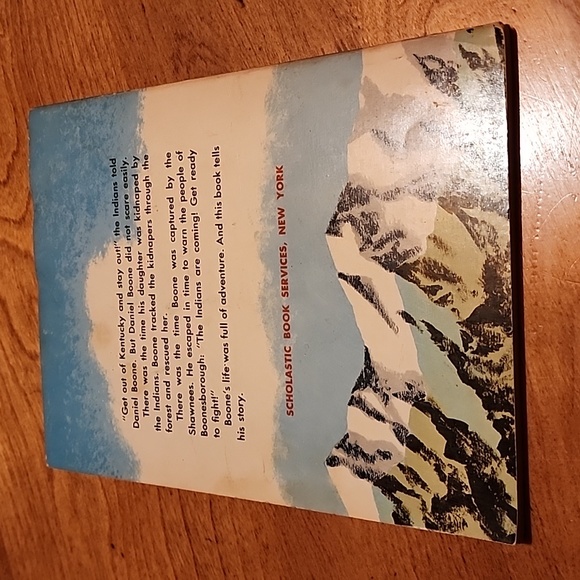 "Get out of Kentucky and stay out!" the Indians told
Daniel Boone. But Daniel Boone did not scare easily.
There was the time his daughter was kidnaped by
the Indians. Boone tracked the kidnapers through the
forest and rescued her.
There was the time Boone was captured by the
Shawnees. He escaped in time to warn the people of
Boonesborough: "The Indians are coming! Get ready
to fight!"
Boone's life was full of adventure. And this book tells
his story.
SCHOLASTIC BOOK SERVICES, NEW YORK